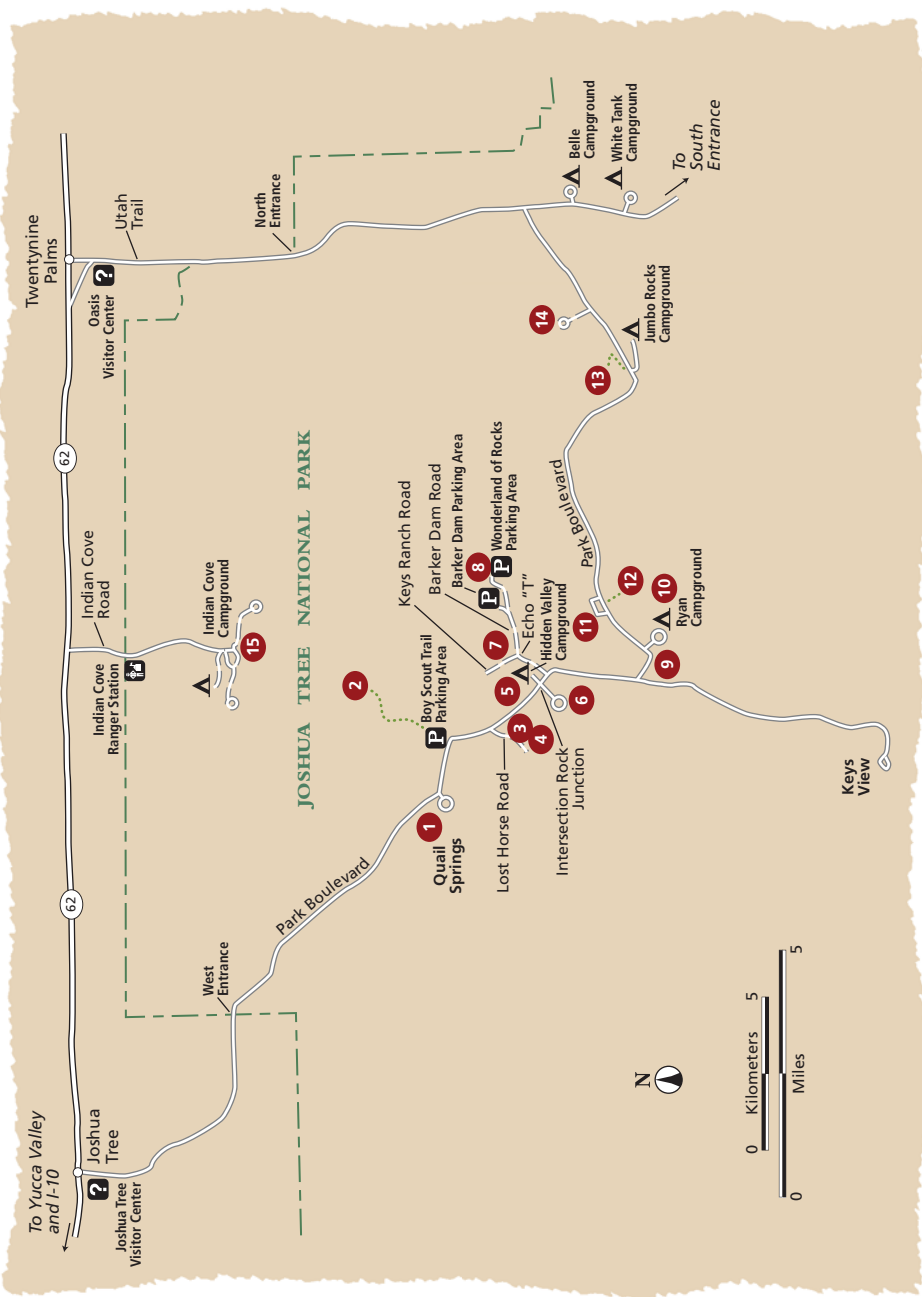 To Yucca Valley
and I-10
Joshua
Tree
?
Joshua Tree
Visitor Center
62
West
Entrance
Park Boulevard
Indian Cove
Road
62
Indian Cove
Ranger Station
Indian Cove
Campground
15
Twentynine
Palms
?
Oasis
Visitor Center
Utah
Trail
North
Entrance
JOSHUA TREE NATIONAL PARK
1
Quail
Springs
2
P
Boy Scout Trail
Parking Area
Lost Horse Road
3
4
Intersection Rock
Junction
5
6
Keys Ranch Road
Barker Dam Road
Barker Dam Parking Area
P
8
P
Wonderland of Rocks
Parking Area
7
Echo “T”
Hidden Valley
Campground
Park Boulevard
9
10
Ryan
Campground
11
12
13
14
Jumbo Rocks
Campground
Belle
Campground
White Tank
Campground
To
South
Entrance
Keys
View
N
0 Kilometers 5
0 Miles 5